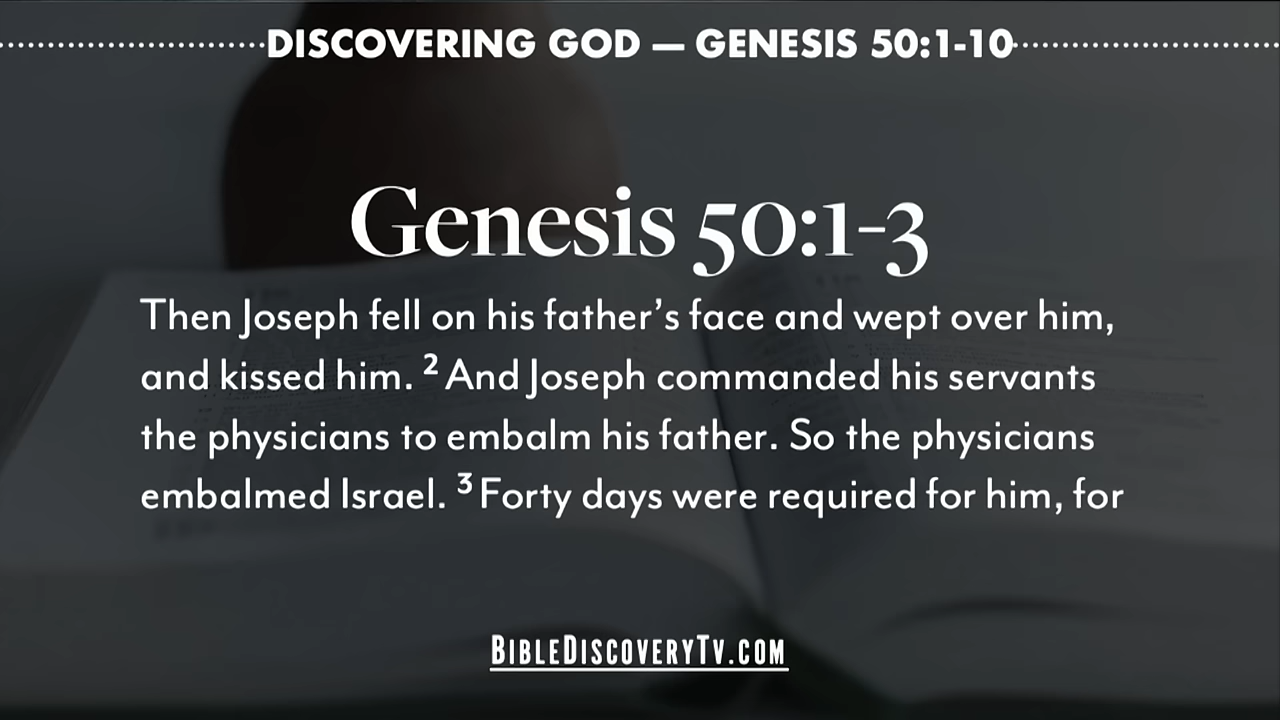 DISCOVERING GOD — GENESIS 50:1-10
Genesis 50:1-3
Then Joseph fell on his father’s face and wept over him,
and kissed him. ² And Joseph commanded his servants
the physicians to embalm his father. So the physicians
embalmed Israel. ³ Forty days were required for him, for
BIBLEDISCOVERYTV.COM